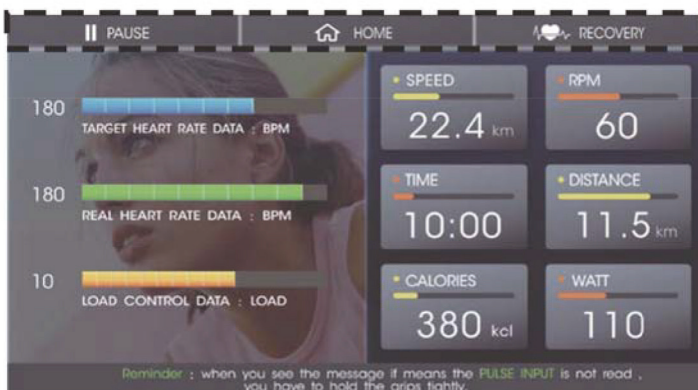 PAUSE HOME RECOVERY
180
TARGET HEART RATE DATA : BPM
180
REAL HEART RATE DATA : BPM
10
LOAD CONTROL DATA : LOAD
SPEED
22.4 km
RPM
60
TIME
10:00
DISTANCE
11.5 km
CALORIES
380 kcl
WATT
110
Reminder : when you see the message if means the PULSE INPUT is not read ,
you have to hold the grips tightly.